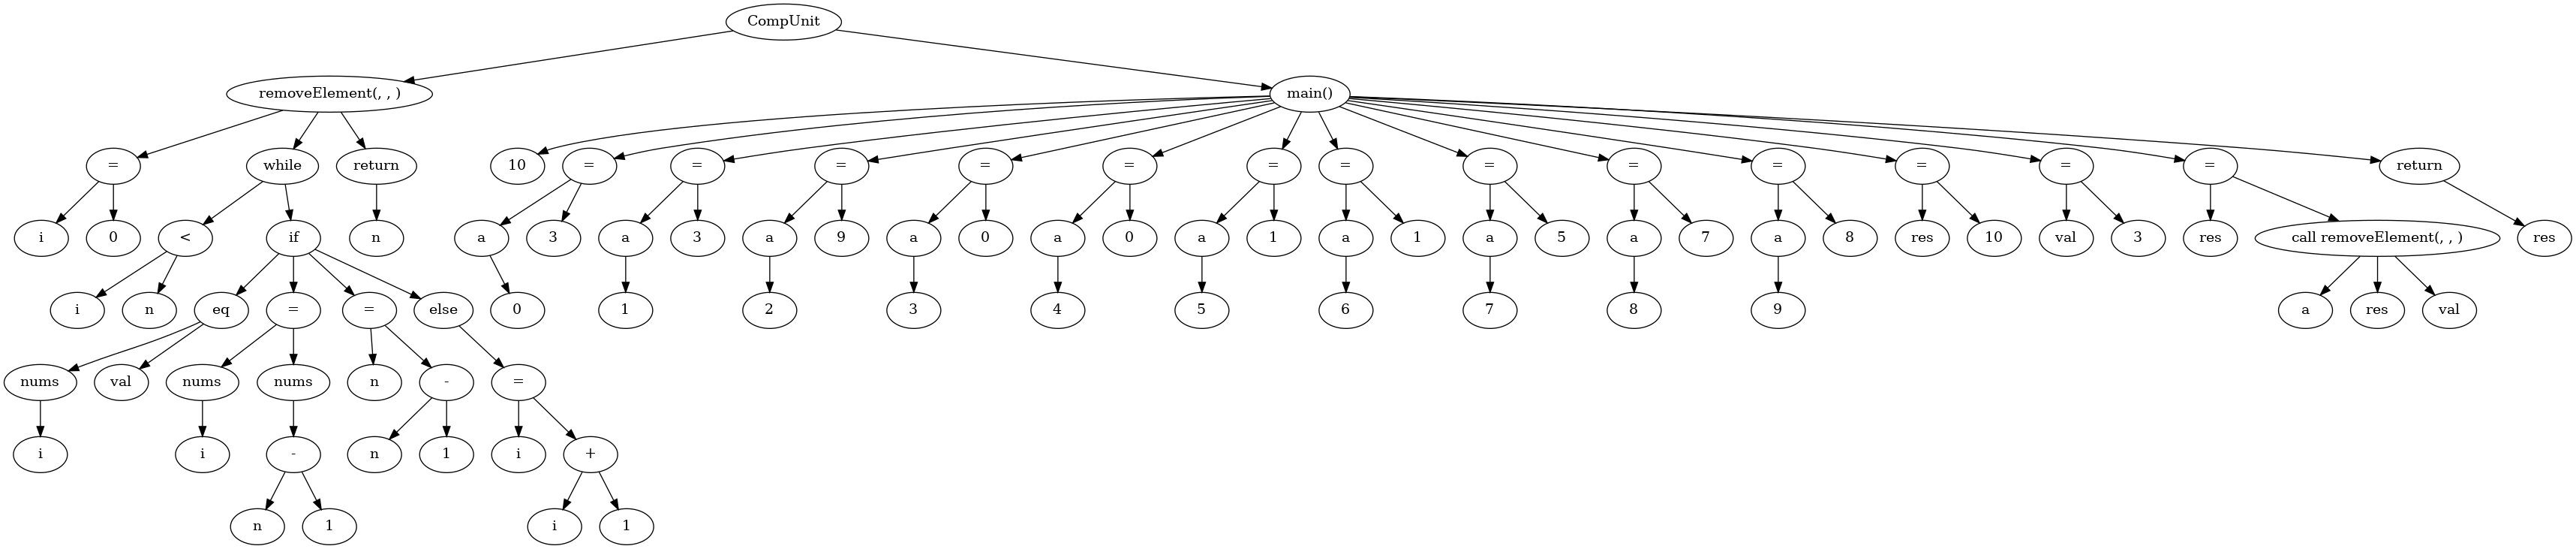 CompUnit
removeElement(, , ) main()
= while return 10 = = = = = = = = = = = = = return
i 0 < if n a 3 a 3 a 9 a 0 a 0 a 1 a 1 a 5 a 7 a 8 res 10 val 3 res call removeElement(, , ) res
i n eq = = else 0 1 2 3 4 5 6 7 8 9 a res val
nums val nums nums n - =
i i - n 1 i +
n 1 i 1